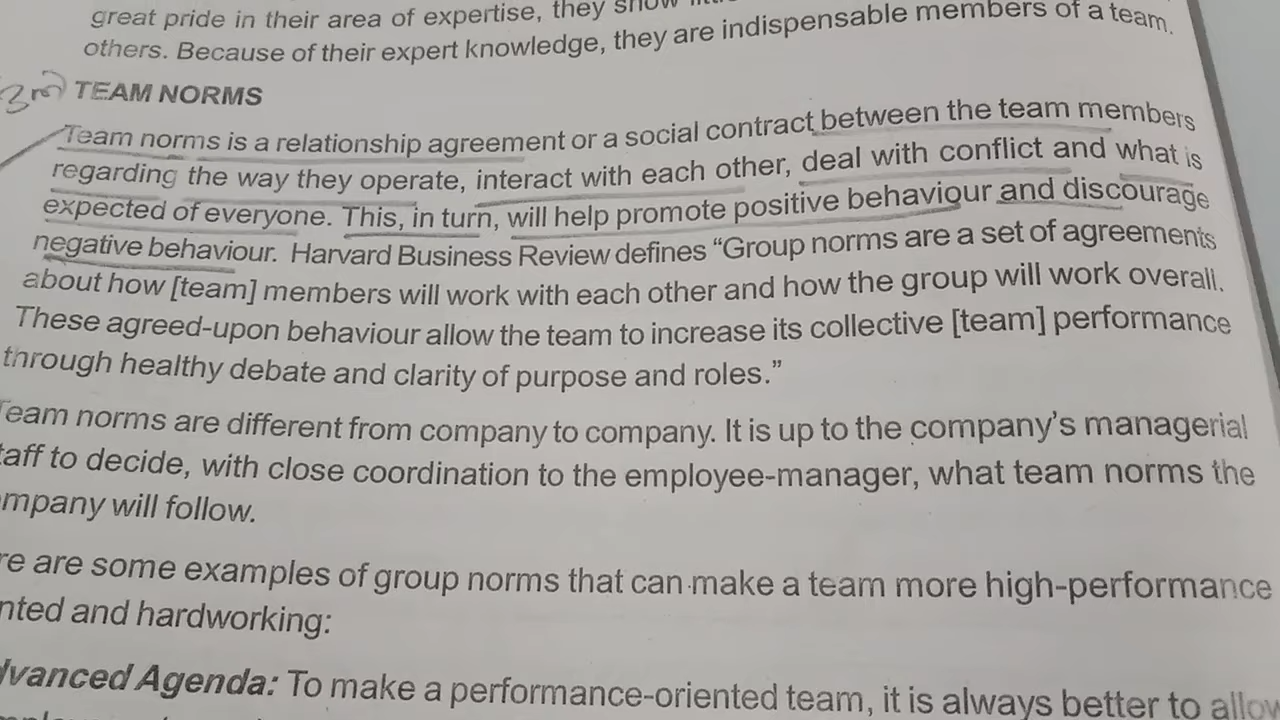 great pride in their area of expertise, they show
others. Because of their expert knowledge, they are indispensable members of a team.
3rd TEAM NORMS
Team norms is a relationship agreement or a social contract between the team members
regarding the way they operate, interact with each other, deal with conflict and what is
expected of everyone. This, in turn, will help promote positive behaviour and discourage
negative behaviour. Harvard Business Review defines “Group norms are a set of agreements
about how [team] members will work with each other and how the group will work overall.
These agreed-upon behaviour allow the team to increase its collective [team] performance
through healthy debate and clarity of purpose and roles.”
Team norms are different from company to company. It is up to the company’s managerial
taff to decide, with close coordination to the employee-manager, what team norms the
mpany will follow.
re are some examples of group norms that can make a team more high-performance
nted and hardworking:
dvanced Agenda: To make a performance-oriented team, it is always better to allow